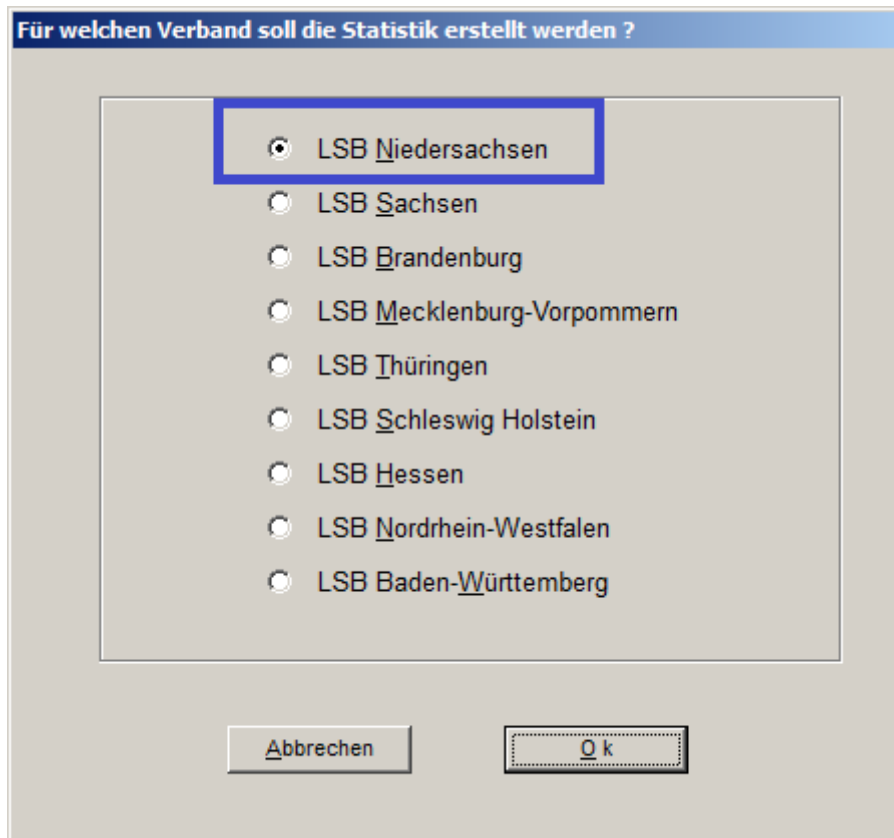 Für welchen Verband soll die Statistik erstellt werden ?
LSB Niedersachsen
LSB Sachsen
LSB Brandenburg
LSB Mecklenburg-Vorpommern
LSB Thüringen
LSB Schleswig Holstein
LSB Hessen
LSB Nordrhein-Westfalen
LSB Baden-Württemberg
Abbrechen
O k